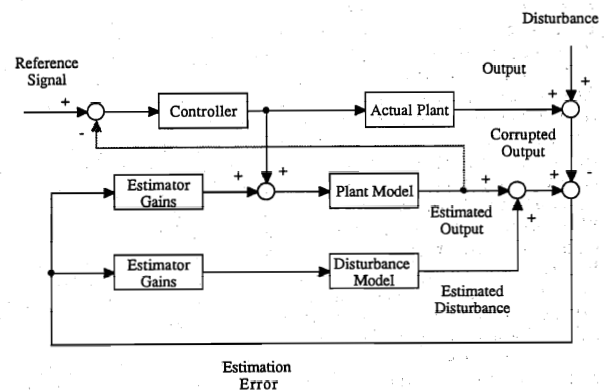 Disturbance
Reference
Signal
Output
+
+
+
-
Controller
Actual Plant
Corrupted
Output
+
+
+
+
-
Estimator
Gains
Plant Model
Estimated
Output
+
Estimator
Gains
Disturbance
Model
Estimated
Disturbance
Estimation
Error